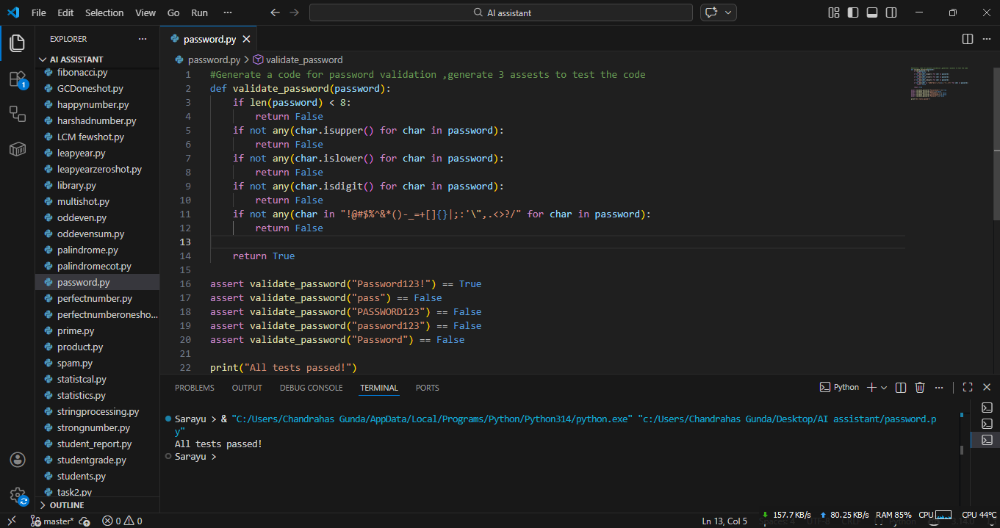 File Edit Selection View Go Run ··· AI assistant
EXPLORER ···
AI ASSISTANT
fibonacci.py
GCDoneshot.py
happynumber.py
harshadnumber.py
LCM fewshot.py
leapyear.py
leapyearzeroshot.py
library.py
multishot.py
oddeven.py
oddevensum.py
palindrome.py
palindromecot.py
password.py
perfectnumber.py
perfectnumberonesho...
prime.py
product.py
spam.py
statistcal.py
statistics.py
stringprocessing.py
strongnumber.py
student_report.py
studentgrade.py
students.py
task2.py
OUTLINE
1
password.py
password.py > validate_password
1 #Generate a code for password validation ,generate 3 assests to test the code
2 def validate_password(password):
3     if len(password) < 8:
4         return False
5     if not any(char.isupper() for char in password):
6         return False
7     if not any(char.islower() for char in password):
8         return False
9     if not any(char.isdigit() for char in password):
10         return False
11     if not any(char in "!@#$%^&*()-_=+[]{}|;:'\",.<>?/" for char in password):
12         return False
13
14     return True
15
16 assert validate_password("Password123!") == True
17 assert validate_password("pass") == False
18 assert validate_password("PASSWORD123") == False
19 assert validate_password("password123") == False
20 assert validate_password("Password") == False
21
22 print("All tests passed!")
PROBLEMS OUTPUT DEBUG CONSOLE TERMINAL PORTS Python
Sarayu > & "C:/Users/Chandrahas Gunda/AppData/Local/Programs/Python/Python314/python.exe" "c:/Users/Chandrahas Gunda/Desktop/AI assistant/password.p
y"
All tests passed!
Sarayu >
master* 0 0 Ln 13, Col 5
157.7 KB/s 80.25 KB/s RAM 85% CPU CPU 44°C